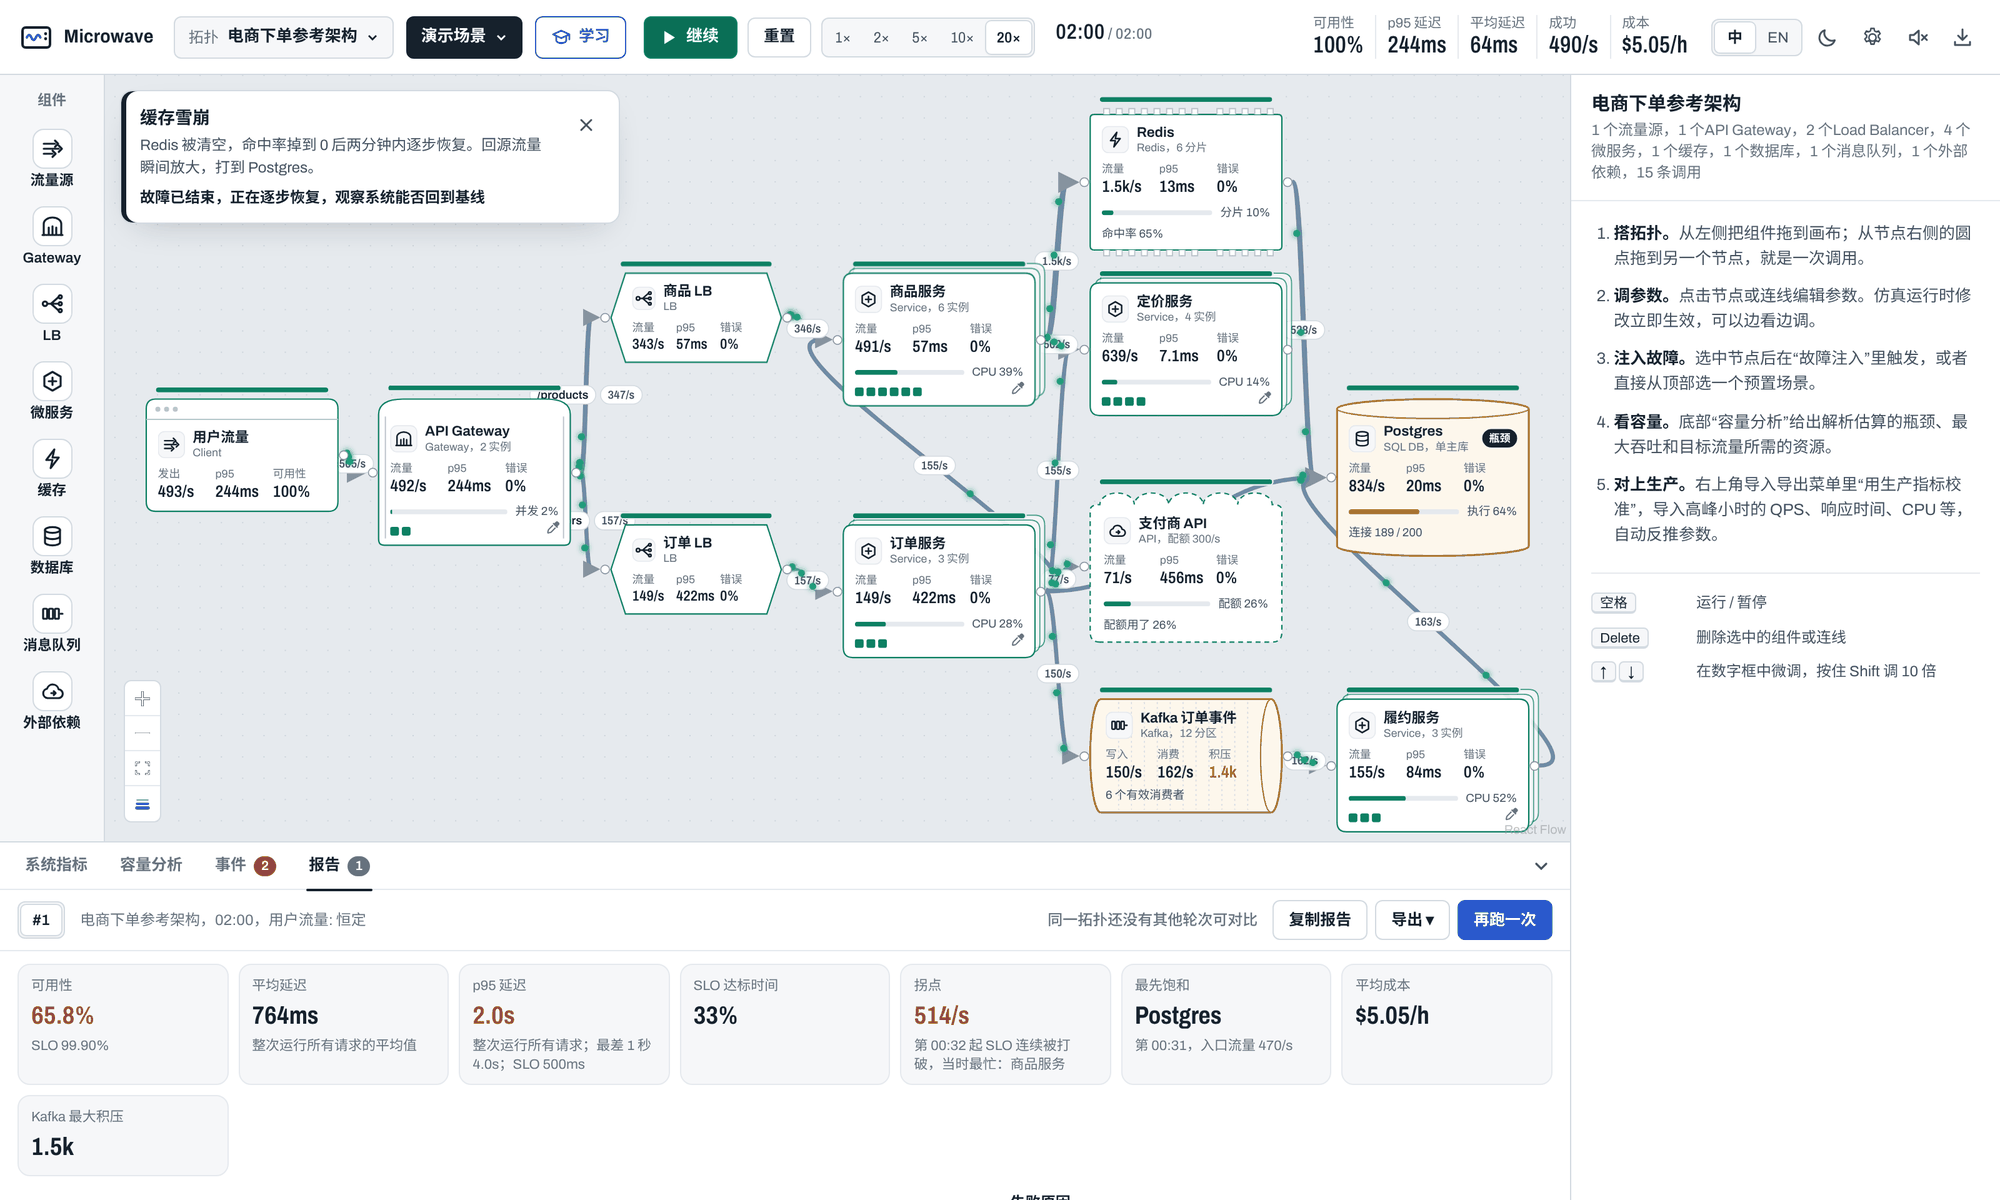 Microwave
拓扑 电商下单参考架构
演示场景
学习
继续
重置
1×
2×
5×
10×
20×
02:00 / 02:00
可用性
100%
p95 延迟
244ms
平均延迟
64ms
成功
490/s
成本
$5.05/h
中
EN
组件
流量源
Gateway
LB
微服务
缓存
数据库
消息队列
外部依赖
缓存雪崩
Redis 被清空，命中率掉到 0 后两分钟内逐步恢复。回源流量
瞬间放大，打到 Postgres。
故障已结束，正在逐步恢复，观察系统能否回到基线
用户流量
Client
发出 p95 可用性
493/s 244ms 100%
API Gateway
Gateway，2 实例
流量 p95 错误
492/s 244ms 0%
并发 2%
/products
347/s
157/s
商品 LB
LB
流量 p95 错误
343/s 57ms 0%
346/s
订单 LB
LB
流量 p95 错误
149/s 422ms 0%
157/s
商品服务
Service，6 实例
流量 p95 错误
491/s 57ms 0%
CPU 39%
155/s
订单服务
Service，3 实例
流量 p95 错误
149/s 422ms 0%
CPU 28%
1.5k/s
155/s
150/s
Redis
Redis，6 分片
流量 p95 错误
1.5k/s 13ms 0%
分片 10%
命中率 65%
定价服务
Service，4 实例
流量 p95 错误
639/s 7.1ms 0%
CPU 14%
支付商 API
API，配额 300/s
流量 p95 错误
71/s 456ms 0%
配额 26%
配额用了 26%
Kafka 订单事件
Kafka，12 分区
写入 消费 积压
150/s 162/s 1.4k
6 个有效消费者
Postgres
SQL DB，单主库
瓶颈
流量 p95 错误
834/s 20ms 0%
执行 64%
连接 189 / 200
163/s
履约服务
Service，3 实例
流量 p95 错误
155/s 84ms 0%
CPU 52%
React Flow
电商下单参考架构
1 个流量源，1 个API Gateway，2 个Load Balancer，4 个
微服务，1 个缓存，1 个数据库，1 个消息队列，1 个外部
依赖，15 条调用
1. 搭拓扑。从左侧把组件拖到画布；从节点右侧的圆
点拖到另一个节点，就是一次调用。
2. 调参数。点击节点或连线编辑参数。仿真运行时修
改立即生效，可以边看边调。
3. 注入故障。选中节点后在“故障注入”里触发，或者
直接从顶部选一个预置场景。
4. 看容量。底部“容量分析”给出解析估算的瓶颈、最
大吞吐和目标流量所需的资源。
5. 对上生产。右上角导入导出菜单里“用生产指标校
准”，导入高峰小时的 QPS、响应时间、CPU 等，
自动反推参数。
空格 运行 / 暂停
Delete 删除选中的组件或连线
↑ ↓ 在数字框中微调，按住 Shift 调 10 倍
系统指标
容量分析
事件 2
报告 1
#1 电商下单参考架构，02:00，用户流量: 恒定
同一拓扑还没有其他轮次可对比
复制报告
导出 ▾
再跑一次
可用性
65.8%
SLO 99.90%
平均延迟
764ms
整次运行所有请求的平均值
p95 延迟
2.0s
整次运行所有请求；最差 1 秒
4.0s；SLO 500ms
SLO 达标时间
33%
拐点
514/s
第 00:32 起 SLO 连续被打
破，当时最忙：商品服务
最先饱和
Postgres
第 00:31，入口流量 470/s
平均成本
$5.05/h
Kafka 最大积压
1.5k